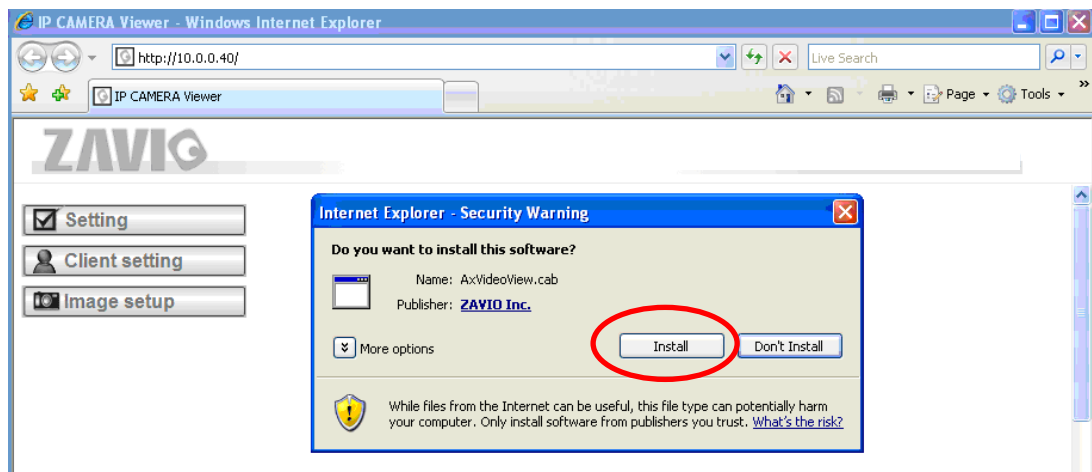 IP CAMERA Viewer - Windows Internet Explorer
http://10.0.0.40/
Live Search
IP CAMERA Viewer
Page
Tools
»
ZAVIO
Setting
Client setting
Image setup
Internet Explorer - Security Warning
Do you want to install this software?
Name: AxVideoView.cab
Publisher: ZAVIO Inc.
More options
Install
Don't Install
While files from the Internet can be useful, this file type can potentially harm
your computer. Only install software from publishers you trust. What's the risk?